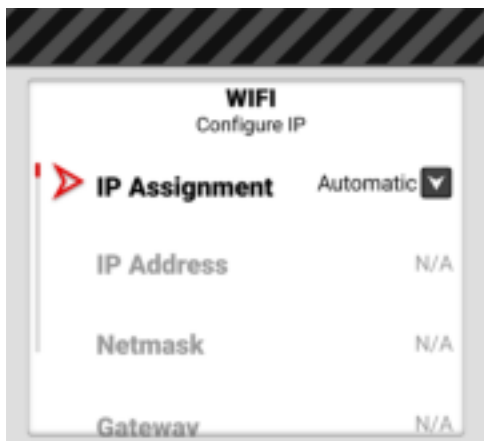 WIFI
Configure IP
IP Assignment Automatic
IP Address N/A
Netmask N/A
Gateway N/A